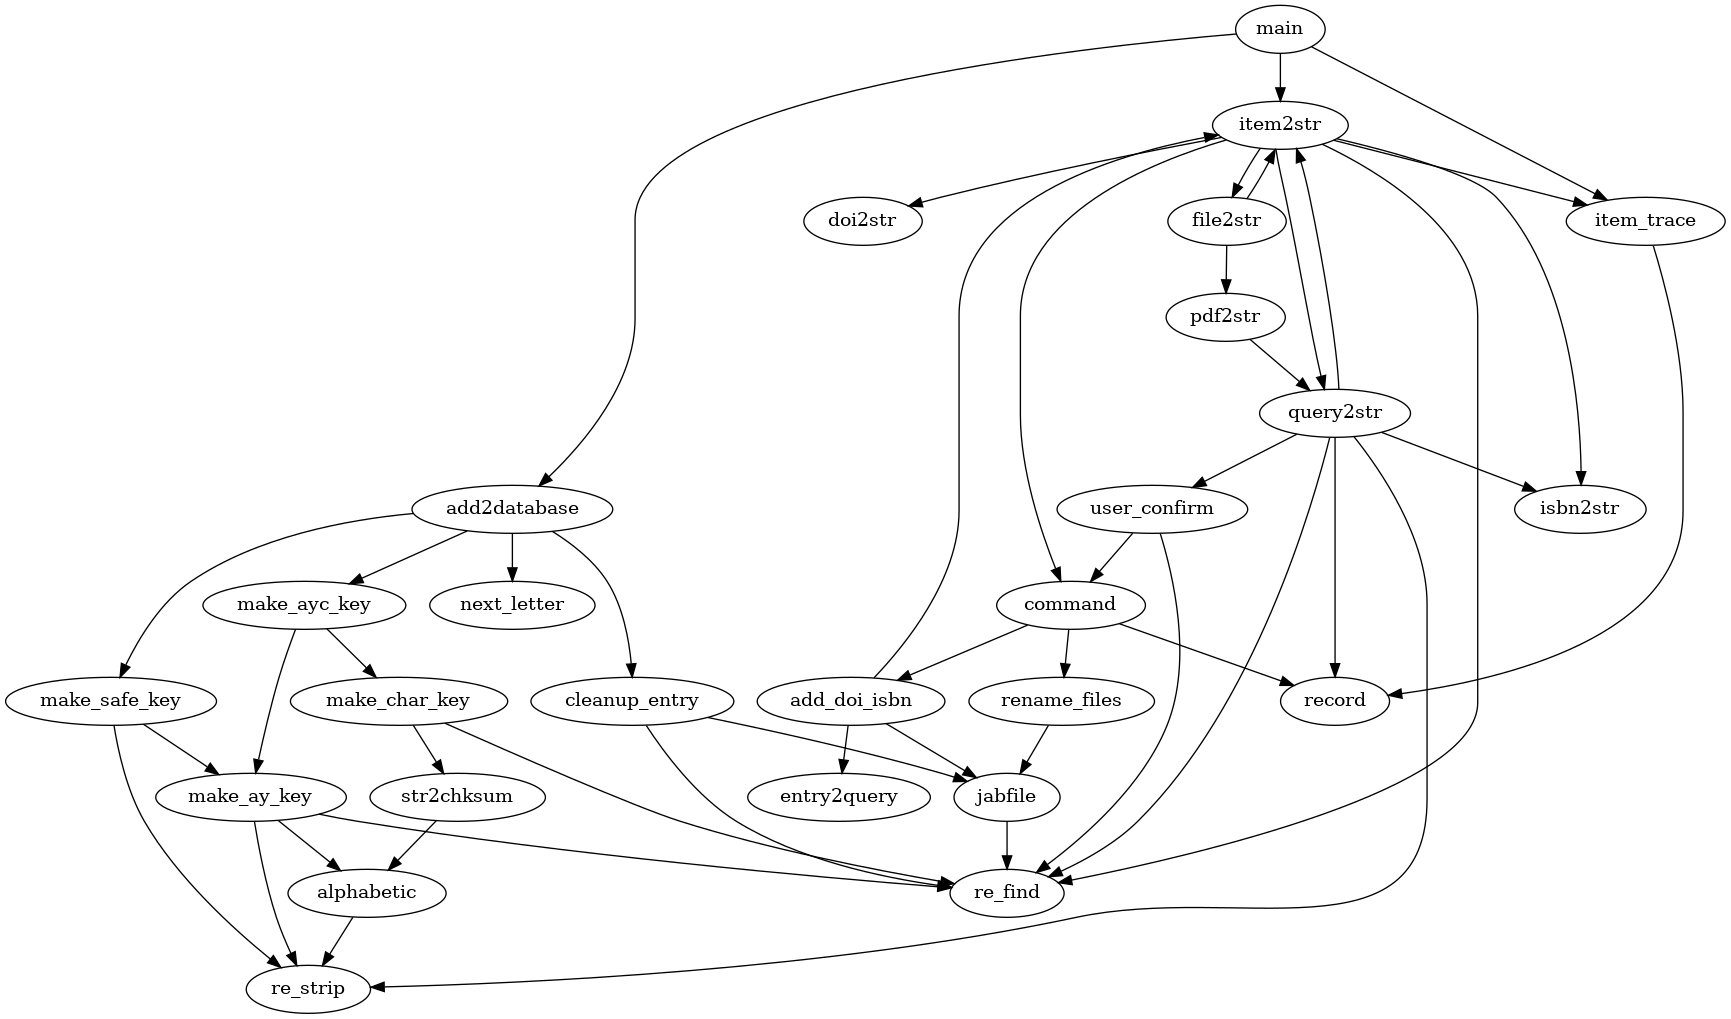 main
item2str
doi2str
file2str
item_trace
pdf2str
query2str
add2database
user_confirm
isbn2str
make_ayc_key
next_letter
command
make_safe_key
make_char_key
cleanup_entry
add_doi_isbn
rename_files
record
make_ay_key
str2chksum
entry2query
jabfile
alphabetic
re_find
re_strip